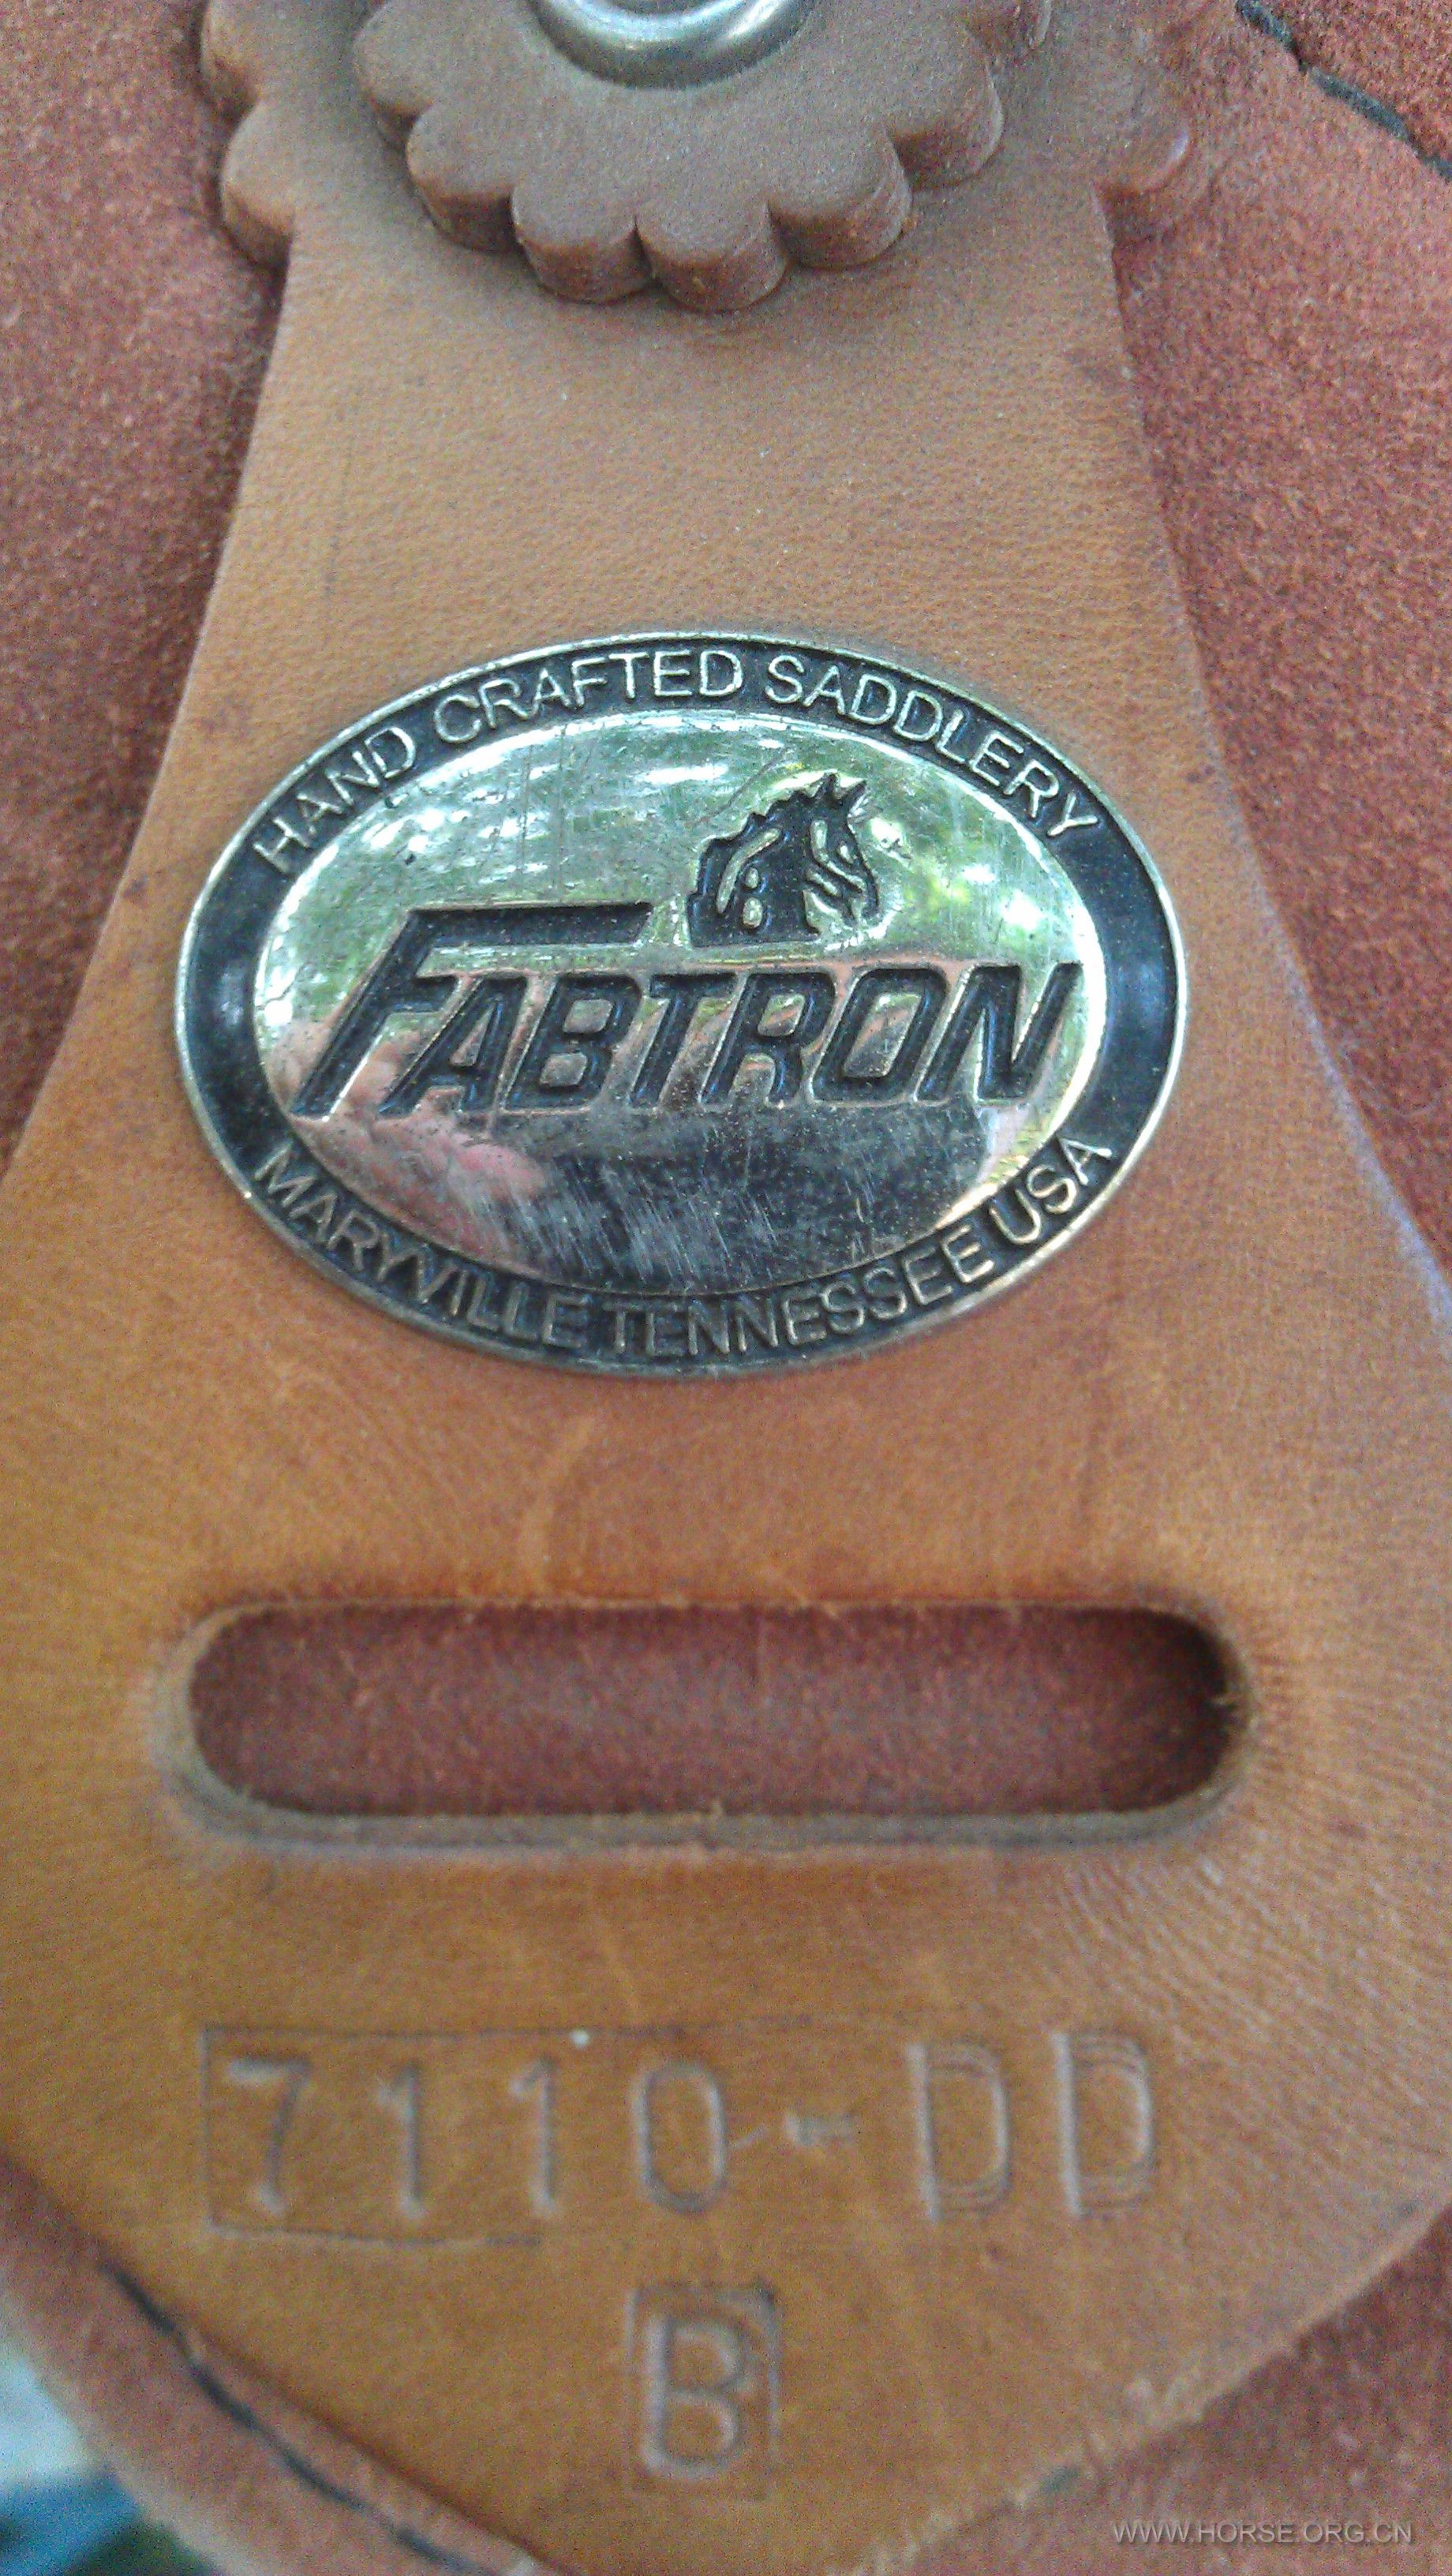 HAND CRAFTED SADDLERY
FABTRON
MARYVILLE TENNESSEE USA
7110-DD
B
WWW.HORSE.ORG.CN